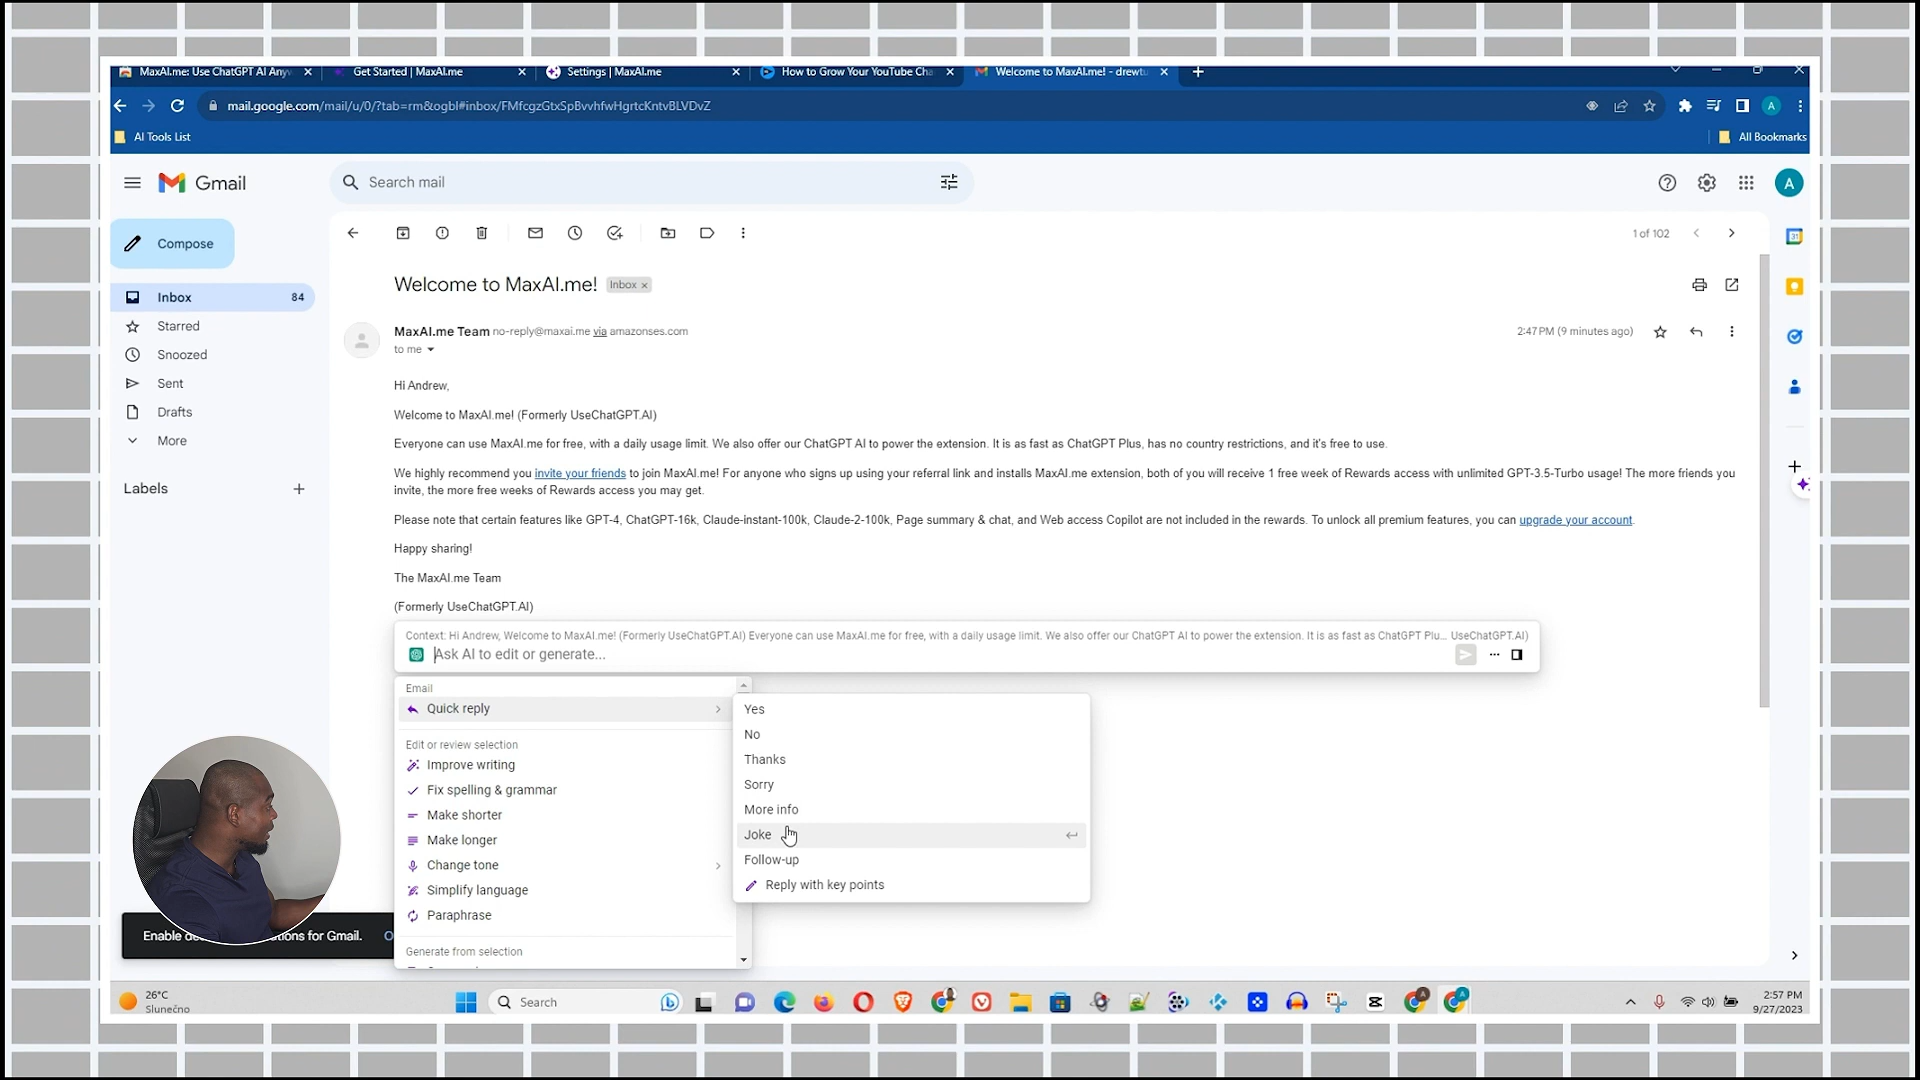 MaxAI.me: Use ChatGPT AI Anyw
Get Started | MaxAI.me
Settings | MaxAI.me
How to Grow Your YouTube Cha
Welcome to MaxAI.me! - drewtu
mail.google.com/mail/u/0/?tab=rm&ogbl#inbox/FMfcgzGtxSpBvvhfwHgrtcKntvBLVDvZ
A
AI Tools List
All Bookmarks
Gmail
Search mail
A
Compose
1 of 102
Welcome to MaxAI.me!
Inbox ×
Inbox 84
Starred
Snoozed
Sent
Drafts
More
Labels
MaxAI.me Team no-reply@maxai.me via amazonses.com
2:47 PM (9 minutes ago)
to me
Hi Andrew,
Welcome to MaxAI.me! (Formerly UseChatGPT.AI)
Everyone can use MaxAI.me for free, with a daily usage limit. We also offer our ChatGPT AI to power the extension. It is as fast as ChatGPT Plus, has no country restrictions, and it's free to use.
We highly recommend you invite your friends to join MaxAI.me! For anyone who signs up using your referral link and installs MaxAI.me extension, both of you will receive 1 free week of Rewards access with unlimited GPT-3.5-Turbo usage! The more friends you
invite, the more free weeks of Rewards access you may get.
Please note that certain features like GPT-4, ChatGPT-16k, Claude-instant-100k, Claude-2-100k, Page summary & chat, and Web access Copilot are not included in the rewards. To unlock all premium features, you can upgrade your account.
Happy sharing!
The MaxAI.me Team
(Formerly UseChatGPT.AI)
Context: Hi Andrew, Welcome to MaxAI.me! (Formerly UseChatGPT.AI) Everyone can use MaxAI.me for free, with a daily usage limit. We also offer our ChatGPT AI to power the extension. It is as fast as ChatGPT Plu... UseChatGPT.AI)
Ask AI to edit or generate...
Email
Quick reply
Edit or review selection
Improve writing
Fix spelling & grammar
Make shorter
Make longer
Change tone
Simplify language
Paraphrase
Generate from selection
Yes
No
Thanks
Sorry
More info
Joke
Follow-up
Reply with key points
Enable de
tions for Gmail.
26°C
Slunečno
Search
2:57 PM
9/27/2023